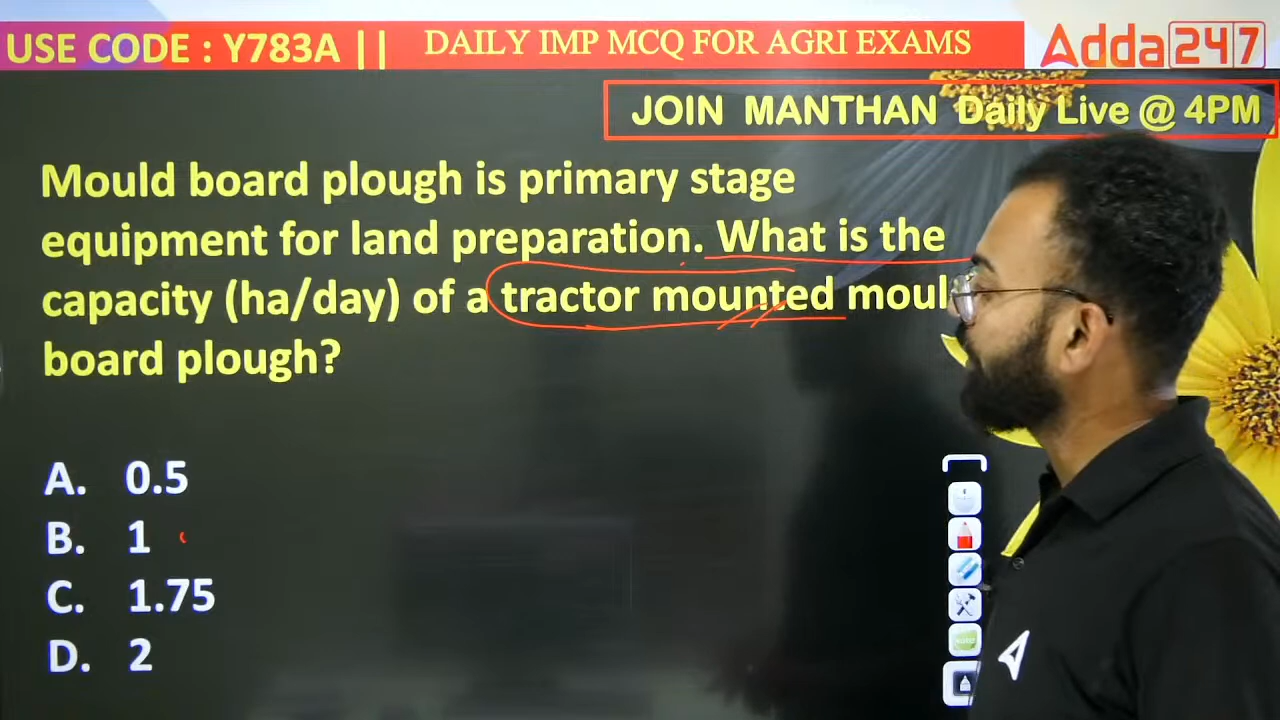 USE CODE : Y783A || DAILY IMP MCQ FOR AGRI EXAMS Adda247
JOIN MANTHAN Daily Live @ 4PM
Mould board plough is primary stage
equipment for land preparation. What is the
capacity (ha/day) of a tractor mounted moul
board plough?
A. 0.5
B. 1
C. 1.75
D. 2